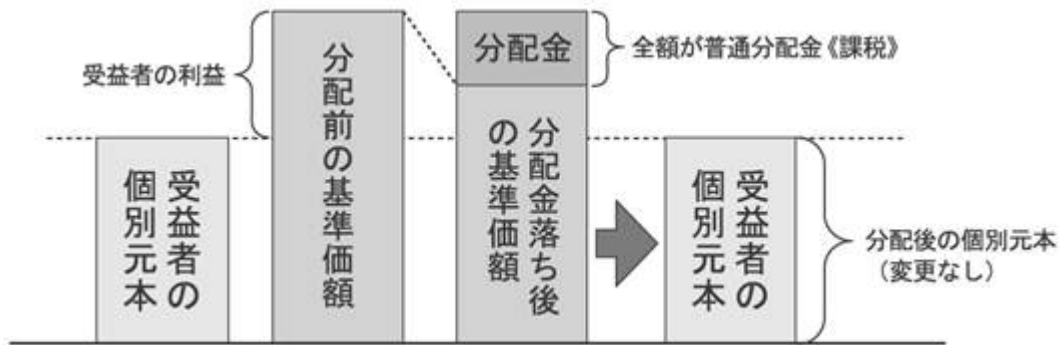 受益者の利益
受益者の
個別元本
分配前の基準価額
分配金
全額が普通分配金《課税》
分配金落ち後
の基準価額
受益者の
個別元本
分配後の個別元本
（変更なし）